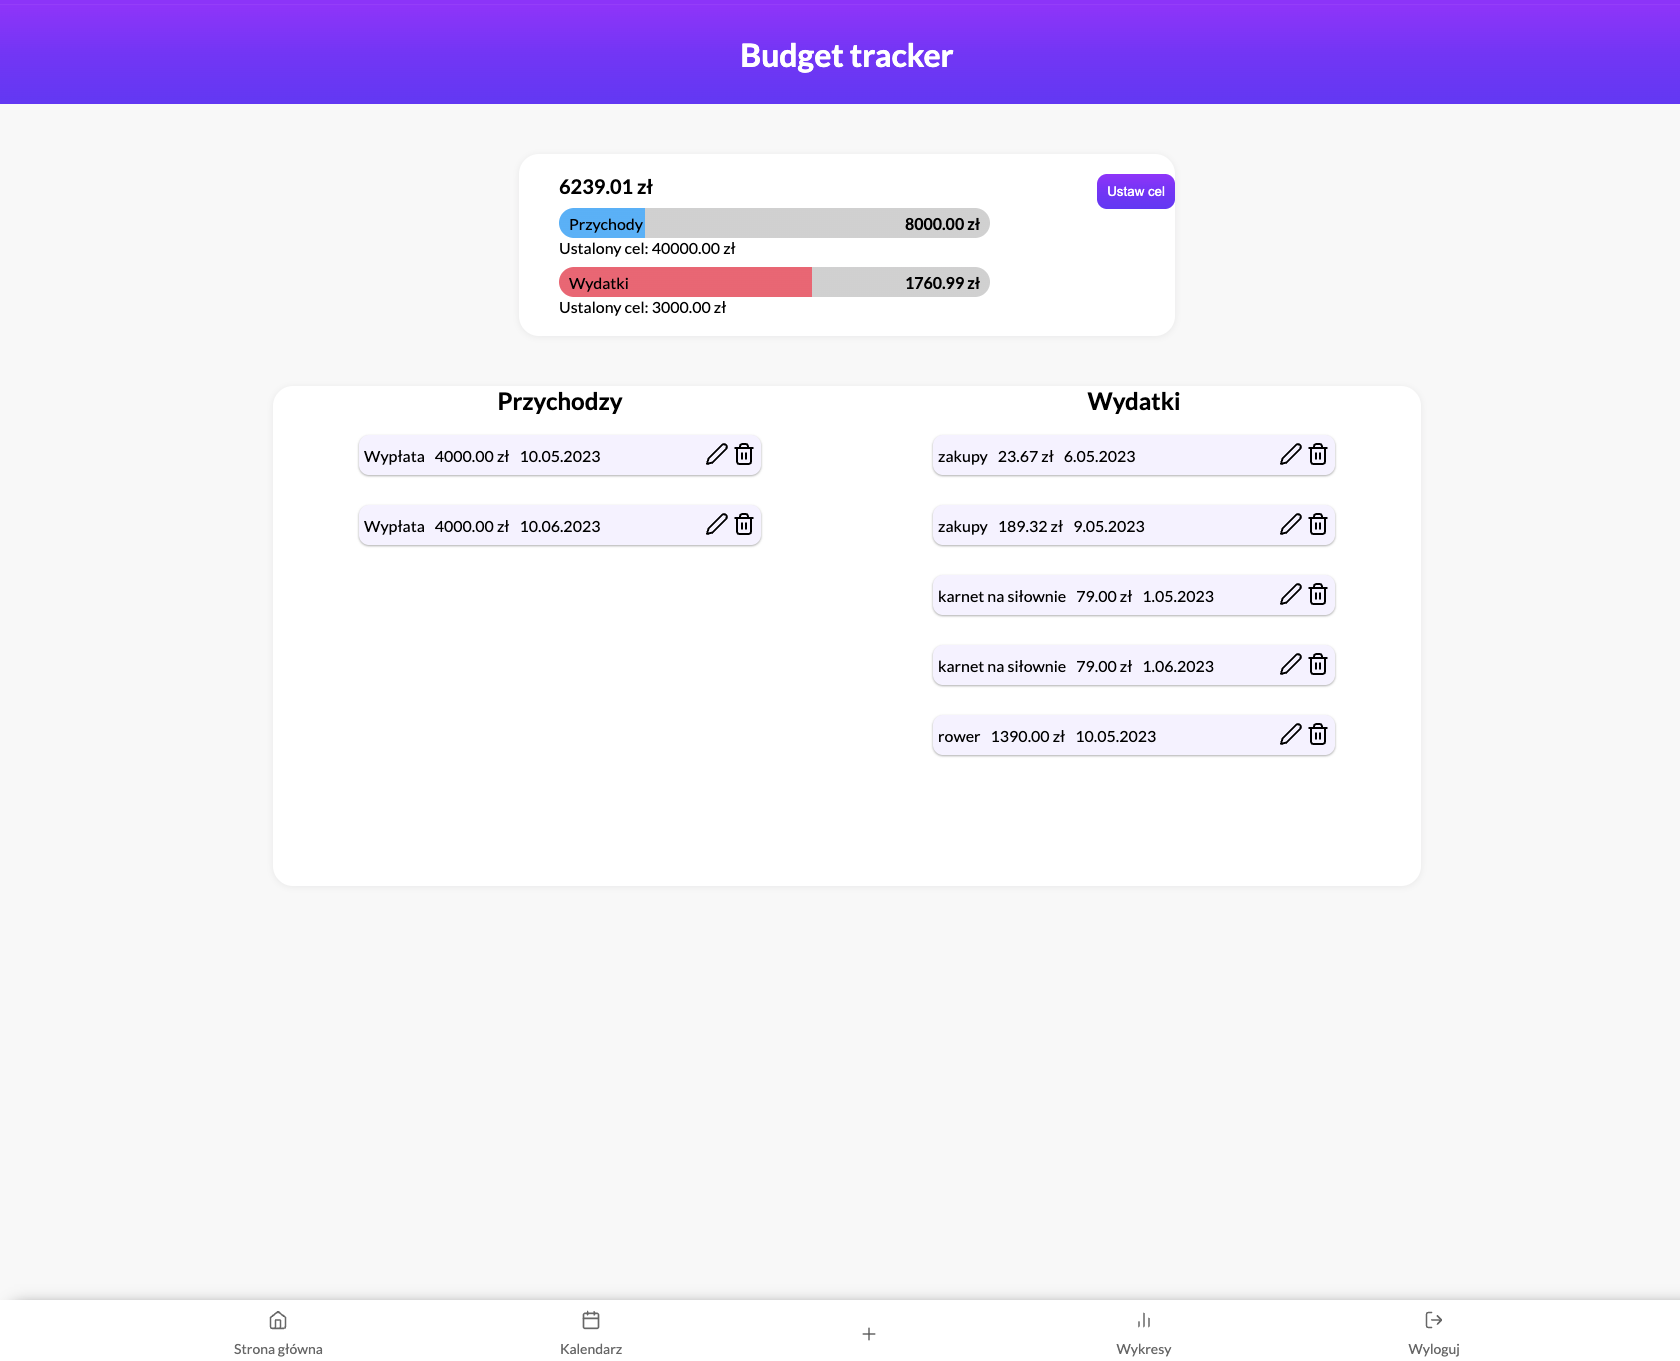 Budget tracker
6239.01 zł
Ustaw cel
Przychody 8000.00 zł
Ustalony cel: 40000.00 zł
Wydatki 1760.99 zł
Ustalony cel: 3000.00 zł
Przychodzy
Wypłata 4000.00 zł 10.05.2023
Wypłata 4000.00 zł 10.06.2023
Wydatki
zakupy 23.67 zł 6.05.2023
zakupy 189.32 zł 9.05.2023
karnet na siłownie 79.00 zł 1.05.2023
karnet na siłownie 79.00 zł 1.06.2023
rower 1390.00 zł 10.05.2023
Strona główna
Kalendarz
Wykresy
Wyloguj